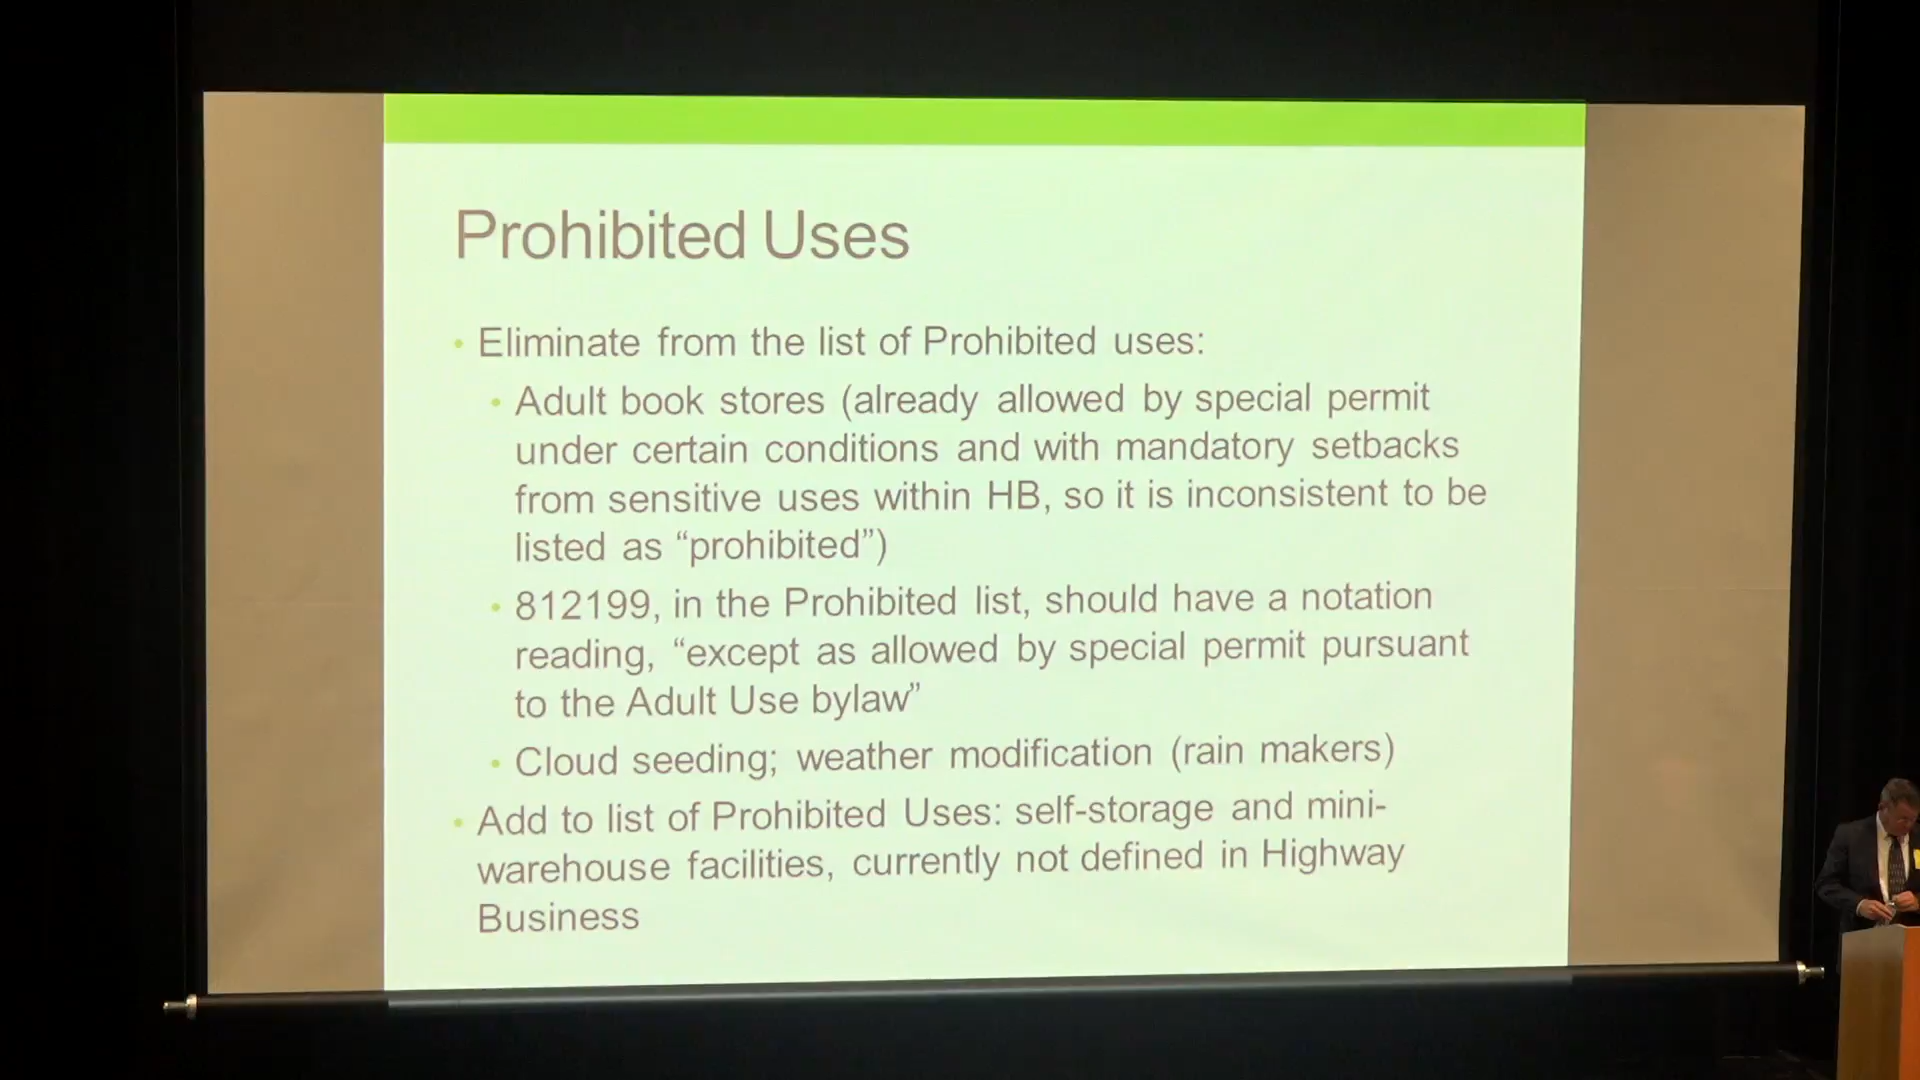 Prohibited Uses
• Eliminate from the list of Prohibited uses:
• Adult book stores (already allowed by special permit
under certain conditions and with mandatory setbacks
from sensitive uses within HB, so it is inconsistent to be
listed as “prohibited”)
• 812199, in the Prohibited list, should have a notation
reading, “except as allowed by special permit pursuant
to the Adult Use bylaw”
• Cloud seeding; weather modification (rain makers)
• Add to list of Prohibited Uses: self-storage and mini-
warehouse facilities, currently not defined in Highway
Business